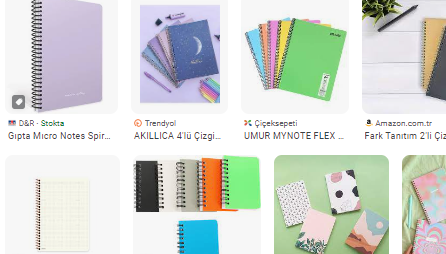 D&R · Stokta
Gıpta Micro Notes Spir...
Trendyol
AKILLICA 4'lü Çizgi...
Çiçeksepeti
UMUR MYNOTE FLEX ...
Amazon.com.tr
Fark Tanıtım 2'li Çiz